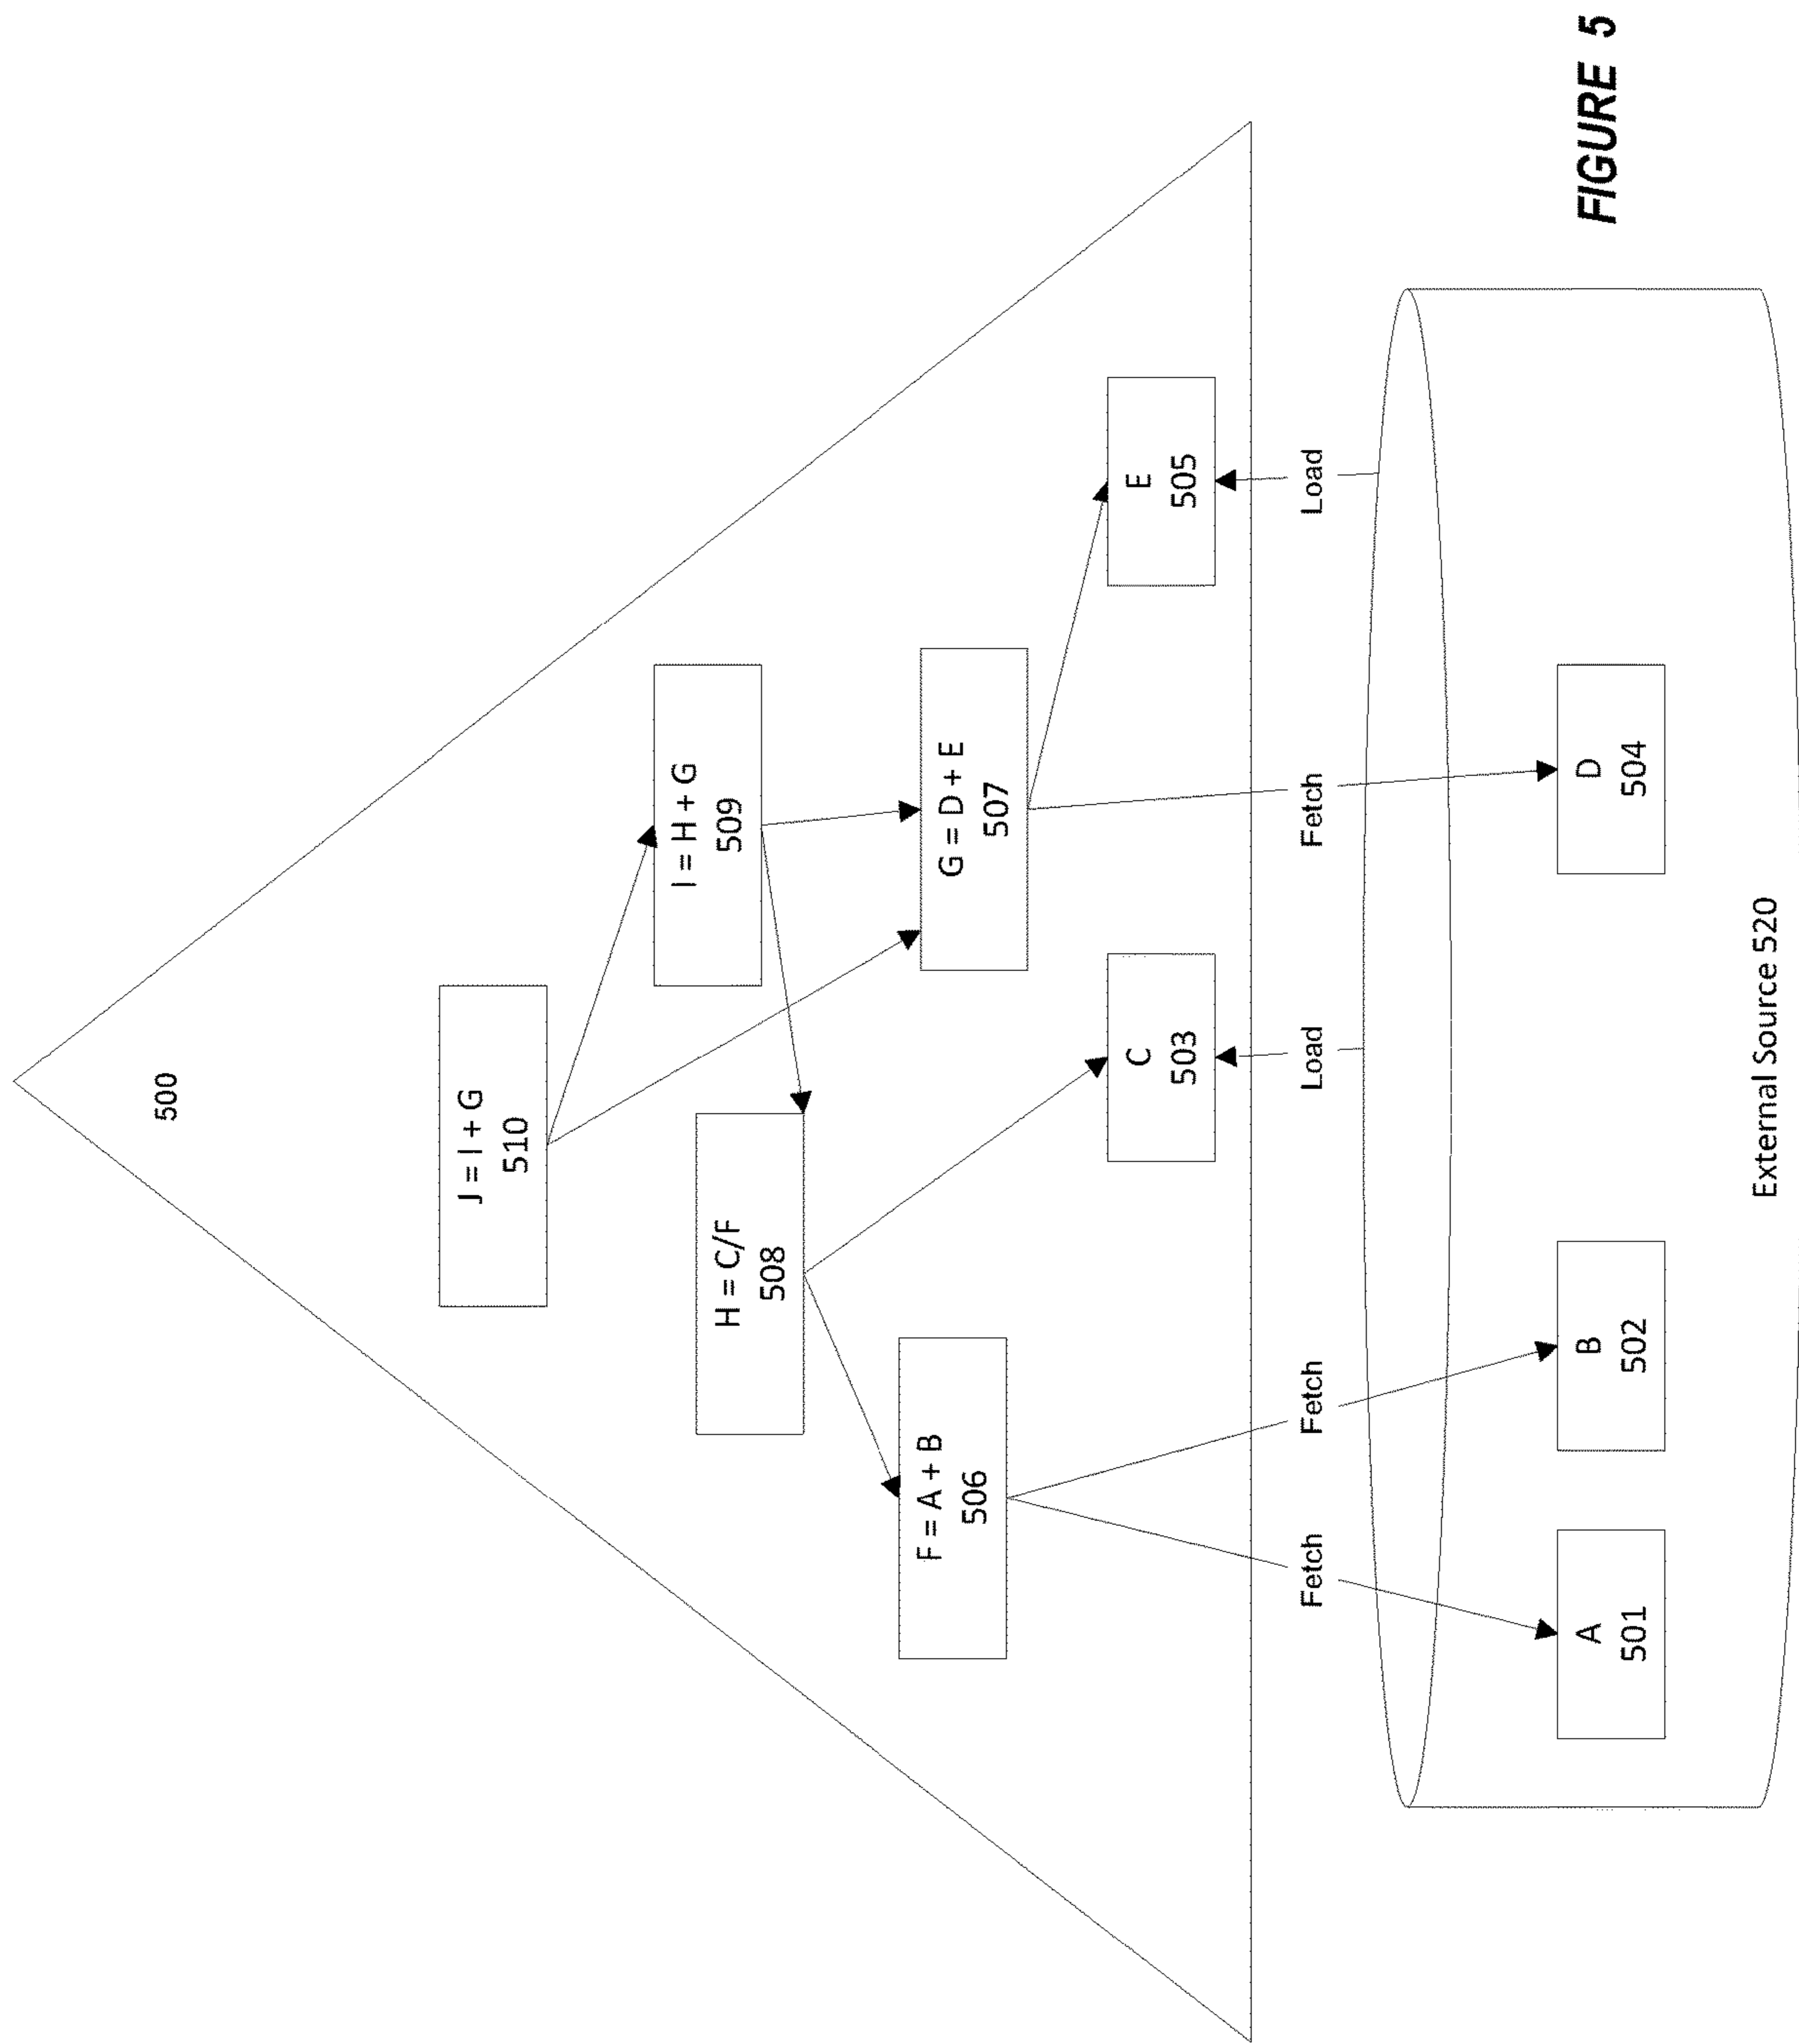 500
J = I + G
510
I = H + G
509
H = C/F
508
F = A + B
506
G = D + E
507
C
503
E
505
Fetch
Fetch
Load
Fetch
Load
A
501
B
502
D
504
External Source 520
FIGURE 5